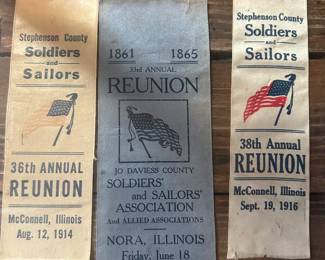 Stephenson County
Soldiers
and
Sailors
36th ANNUAL
REUNION
McConnell, Illinois
Aug. 12, 1914
1861 1865
33rd ANNUAL
REUNION
JO DAVIESS COUNTY
SOLDIERS' and SAILORS'
ASSOCIATION
AND ALLIED ASSOCIATIONS
NORA, ILLINOIS
Friday, June 18
Stephenson County
Soldiers
and
Sailors
38th ANNUAL
REUNION
McConnell, Illinois
Sept. 19, 1916